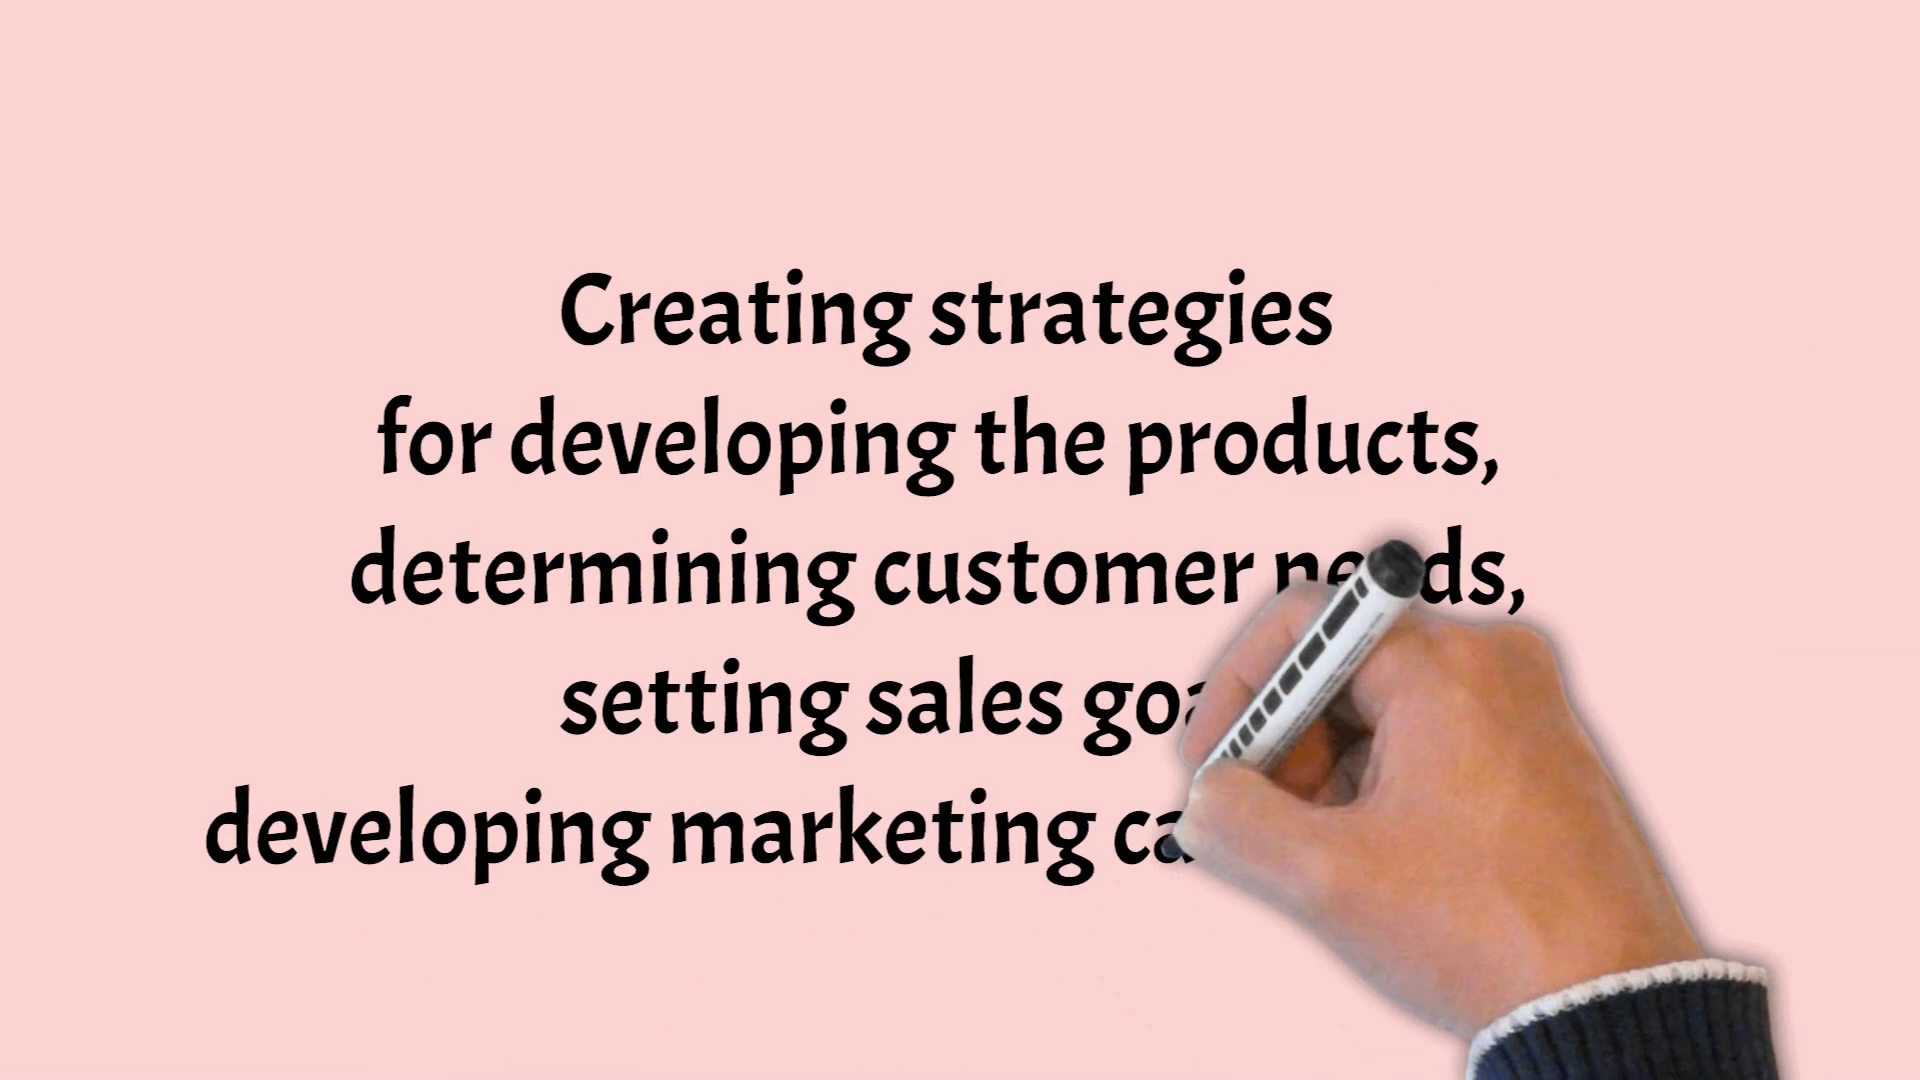 Creating strategies
for developing the products,
determining customer
setting sales
developing marketing